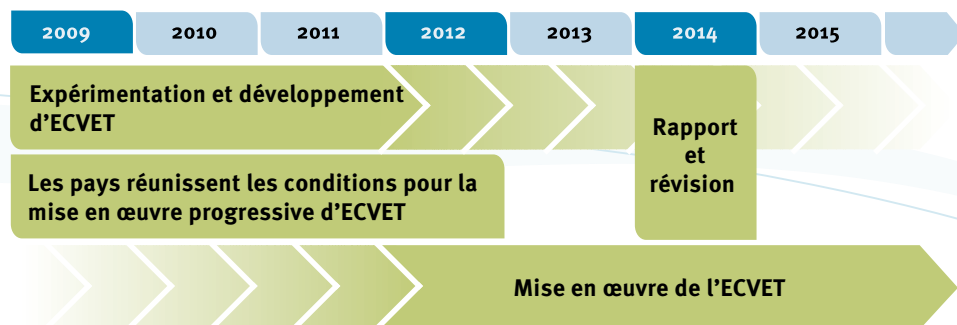 2009 2010 2011 2012 2013 2014 2015
Expérimentation et développement
d’ECVET
Rapport
et
révision
Les pays réunissent les conditions pour la
mise en œuvre progressive d’ECVET
Mise en œuvre de l’ECVET